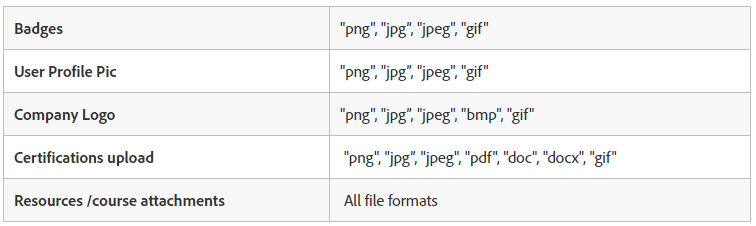 Badges "png", "jpg”, "jpeg", "gif"
User Profile Pic "png", "jpg”, "jpeg", "gif"
Company Logo "png", "jpg”, "jpeg", "bmp", "gif"
Certifications upload "png", "jpg”, "jpeg", "pdf", "doc", "docx", "gif"
Resources /course attachments All file formats